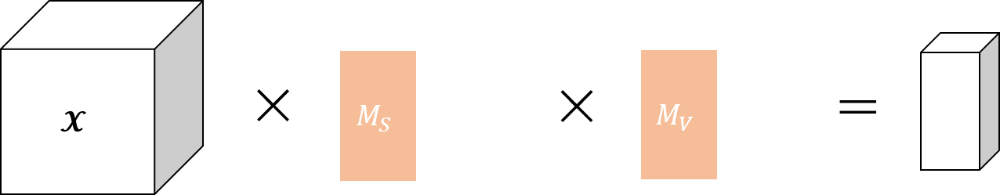 𝒙 × M_S × M_V =